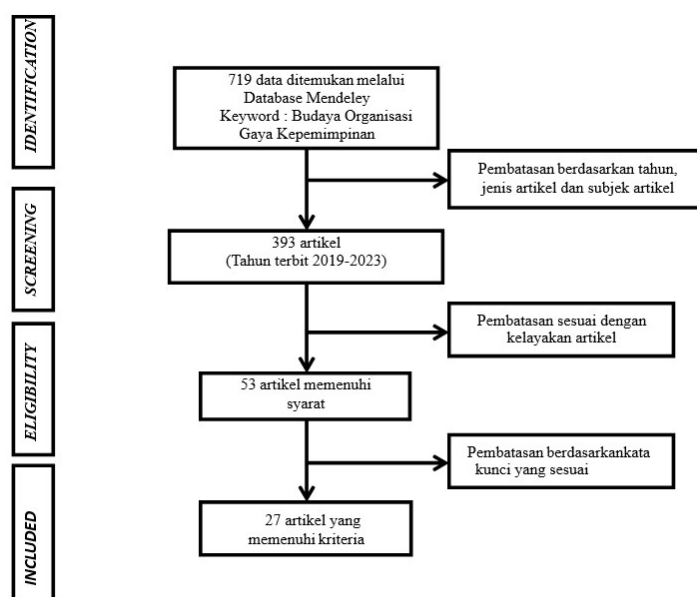 IDENTIFICATION
719 data ditemukan melalui
Database Mendeley
Keyword : Budaya Organisasi
Gaya Kepemimpinan
Pembatasan berdasarkan tahun,
jenis artikel dan subjek artikel
SCREENING
393 artikel
(Tahun terbit 2019-2023)
Pembatasan sesuai dengan
kelayakan artikel
ELIGIBILITY
53 artikel memenuhi
syarat
Pembatasan berdasarkankata
kunci yang sesuai
INCLUDED
27 artikel yang
memenuhi kriteria